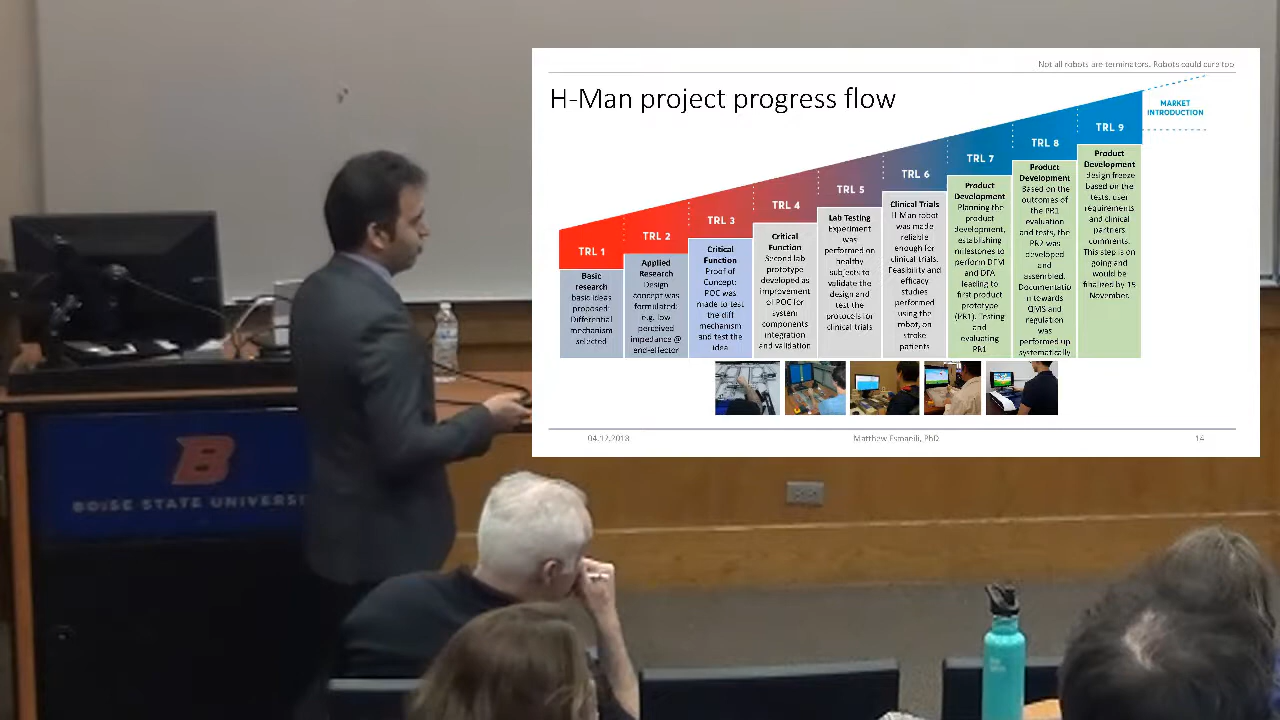 Not all robots are terminators. Robots could cure too
H-Man project progress flow
MARKET
INTRODUCTION
TRL 1
TRL 2
TRL 3
TRL 4
TRL 5
TRL 6
TRL 7
TRL 8
TRL 9
Basic
research
basic ideas
proposed:
Differential
mechanism
selected
Applied
Research
Design
concept was
formulated:
e.g. low
perceived
impedance @
end-effector
Critical
Function
Proof of
Concept:
POC was
made to test
the diff
mechanism
and test the
idea
Critical
Function
Second lab
prototype
developed as
improvement
of POC for
system
components
integration
and validation
Lab Testing
Experiment
was
performed on
healthy
subjects to
validate the
design and
test the
protocols for
clinical trials
Clinical Trials
H-Man robot
was made
reliable
enough for
clinical trials.
Feasibility and
efficacy
studies
performed
using the
robot, on
stroke
patients
Product
Development
Planning the
product
development,
establishing
milestones to
perform DFM
and DFA
leading to
first product
prototype
(PR1). Testing
and
evaluating
PR1
Product
Development
Based on the
outcomes of
the PR1
evaluation
and tests, the
PR2 was
developed
and
assembled.
Documentatio
n towards
QMS and
regulation
was
performed
systematically
Product
Development
design freeze
based on the
tests, user
requirements
and clinical
partners
comments.
This step is on
going and
would be
finalized by 15
November.
04.12.2018
Matthew Esmaeili, PhD
14
B
BOISE STATE UNIVERSI